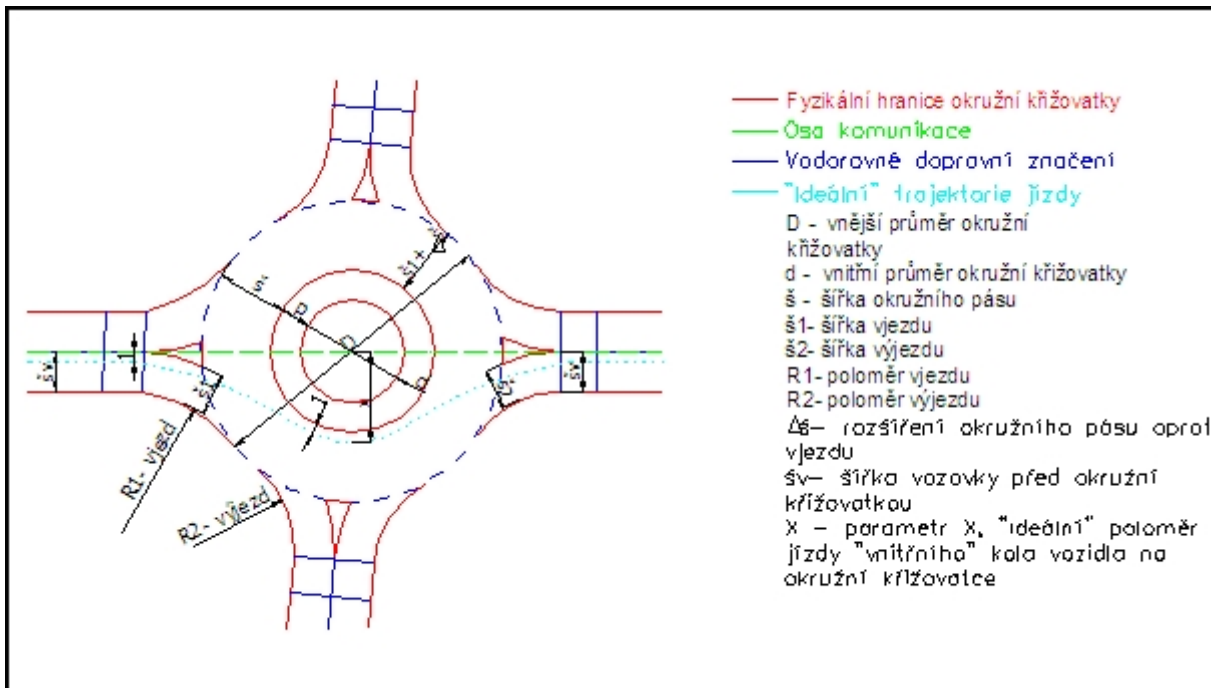 Fyzikální hranice okružní křižovatky
Osa komunikace
Vodorovné dopravní značení
"Ideální" trajektorie jízdy
D - vnější průměr okružní
křižovatky
d - vnitřní průměr okružní křižovatky
š - šířka okružního pásu
š1- šířka vjezdu
š2- šířka výjezdu
R1- poloměr vjezdu
R2- poloměr výjezdu
Δš- rozšíření okružního pásu oprot
vjezdu
šv- šířka vozovky před okružní
křižovatkou
X - parametr X, "ideální" poloměr
jízdy "vnitřního" kola vozidla na
okružní křižovatce
š1+
D
1
šv
šv
1
R1- vjezd
R2- výjezd